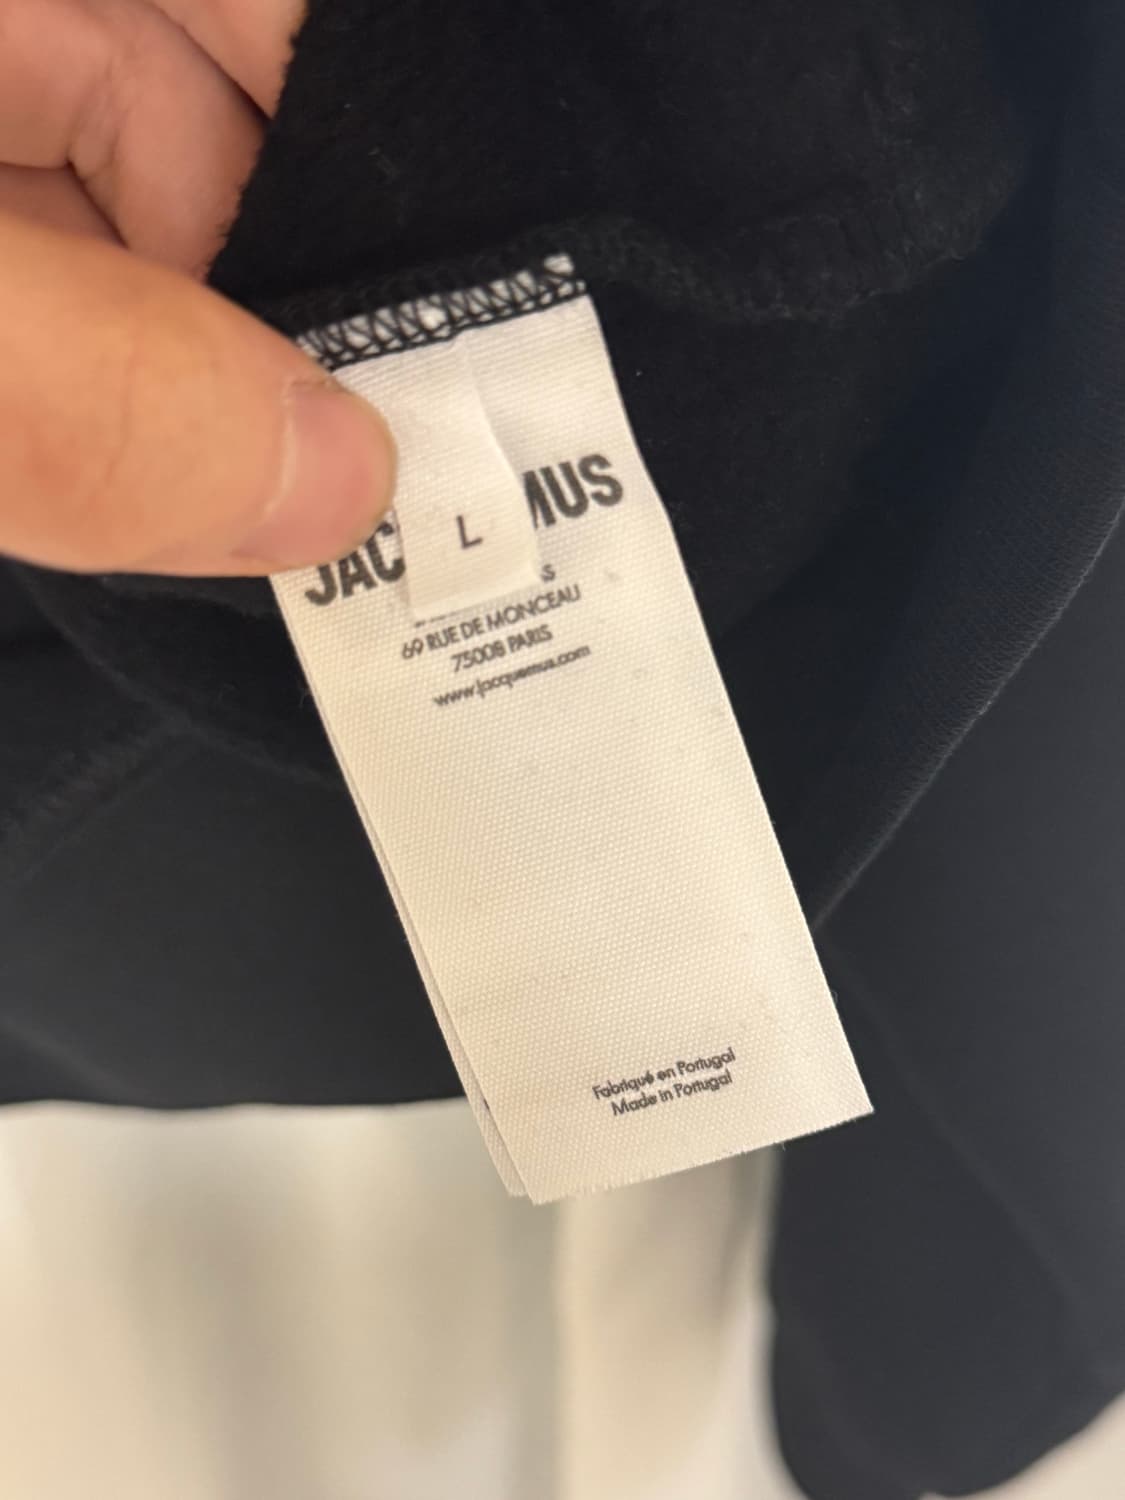 JAC MUS
L
69 RUE DE MONCEAU
75008 PARIS
www.jacquemus.com
Fabriqué en Portugal
Made in Portugal